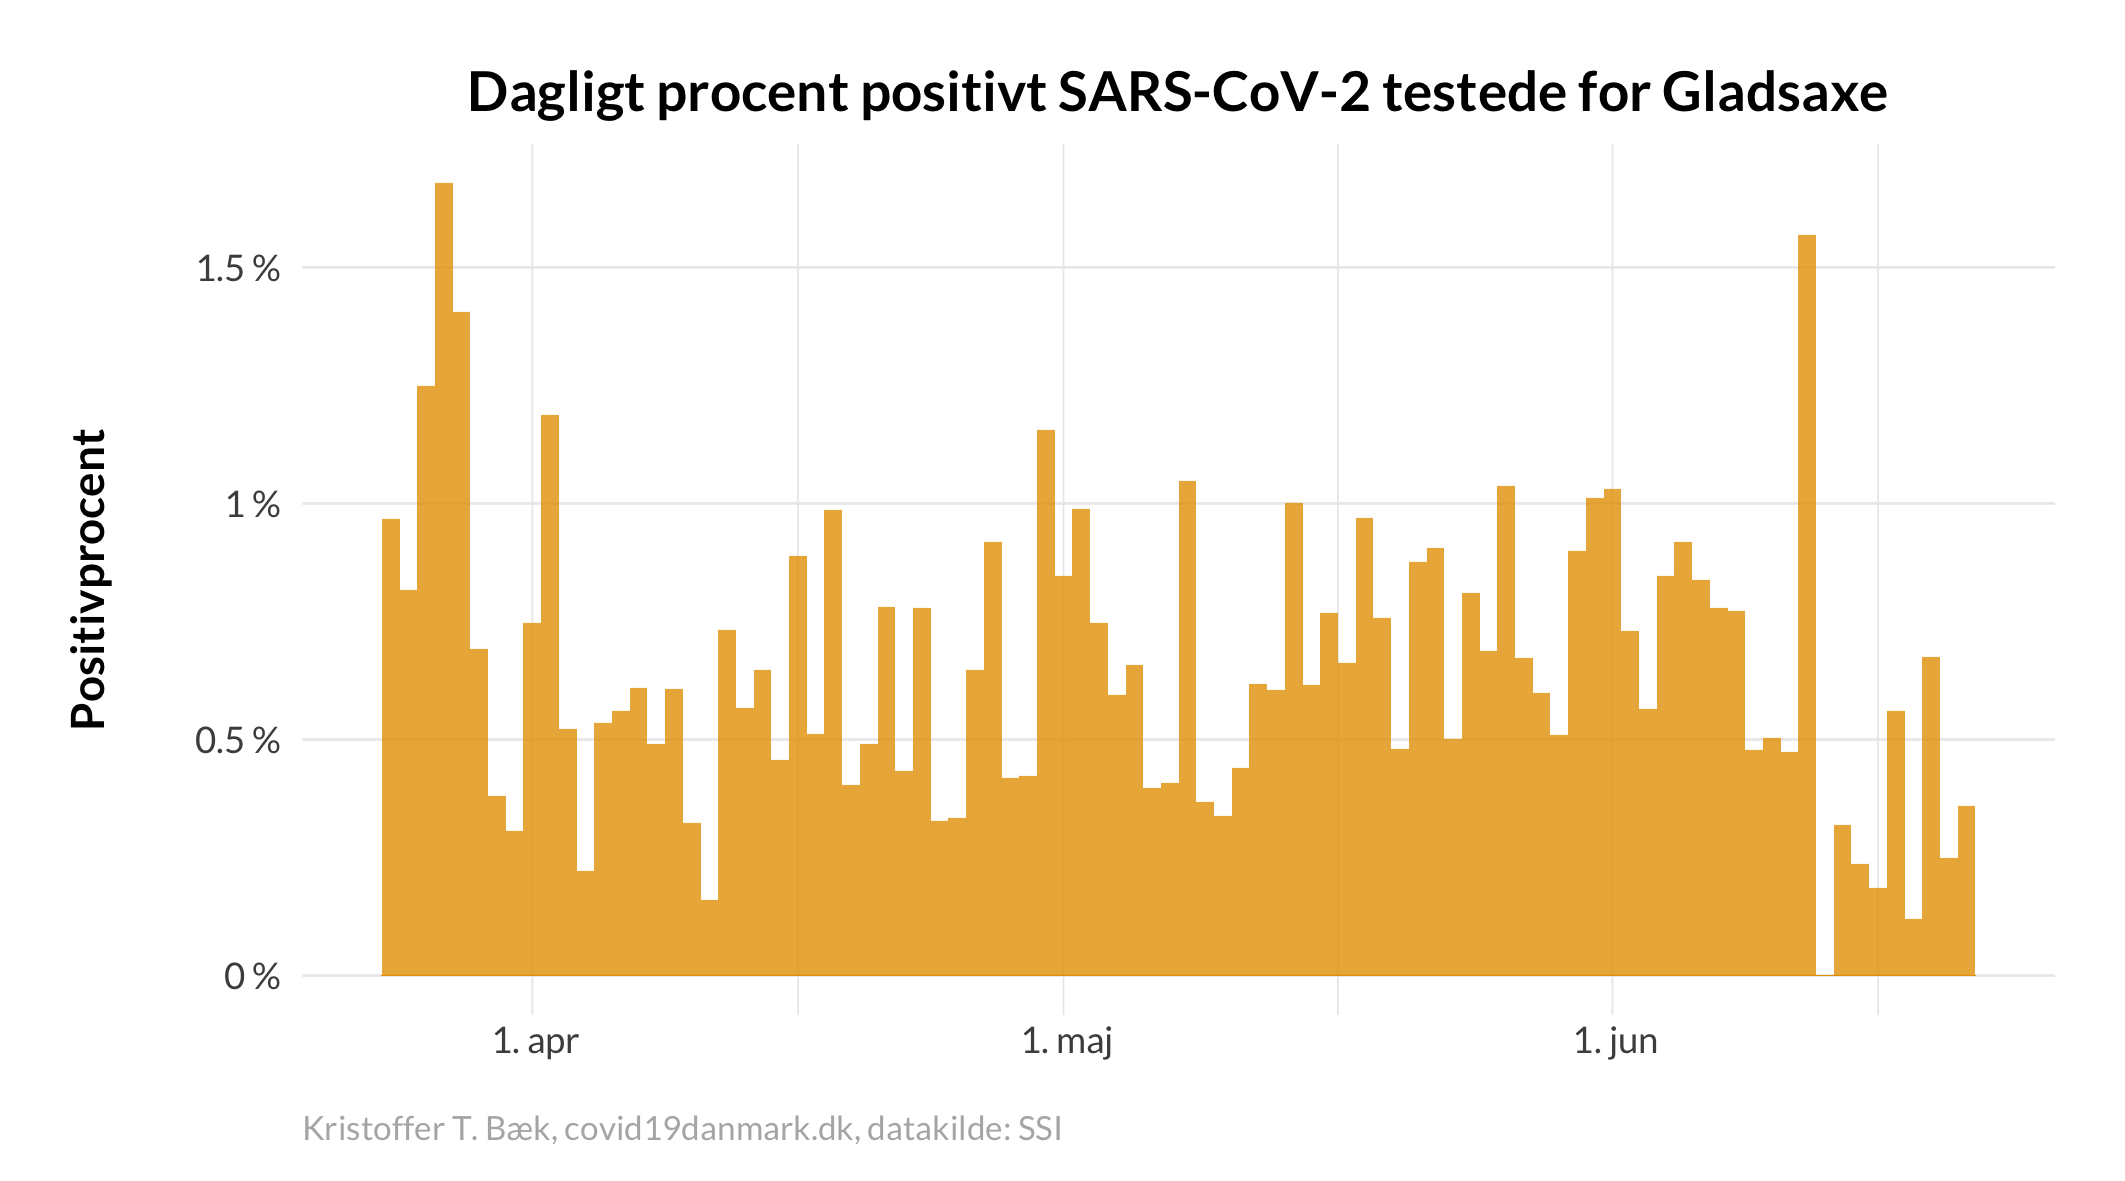 Dagligt procent positivt SARS-CoV-2 testede for Gladsaxe
Positivprocent
1.5 %
1 %
0.5 %
0 %
1. apr
1. maj
1. jun
Kristoffer T. Bæk, covid19danmark.dk, datakilde: SSI